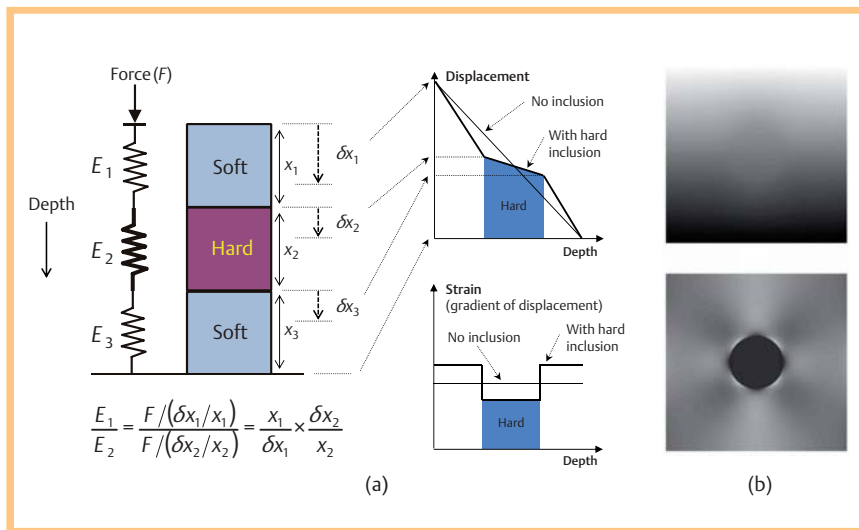 Force (F)
Depth
E₁
E₂
E₃
Soft
Hard
Soft
x₁
x₂
x₃
δx₁
δx₂
δx₃
E₁/E₂ = F/(δx₁/x₁) / F/(δx₂/x₂) = x₁/δx₁ × δx₂/x₂
Displacement
No inclusion
With hard
inclusion
Hard
Depth
Strain
(gradient of displacement)
No inclusion
With hard
inclusion
Hard
Depth
(a)
(b)